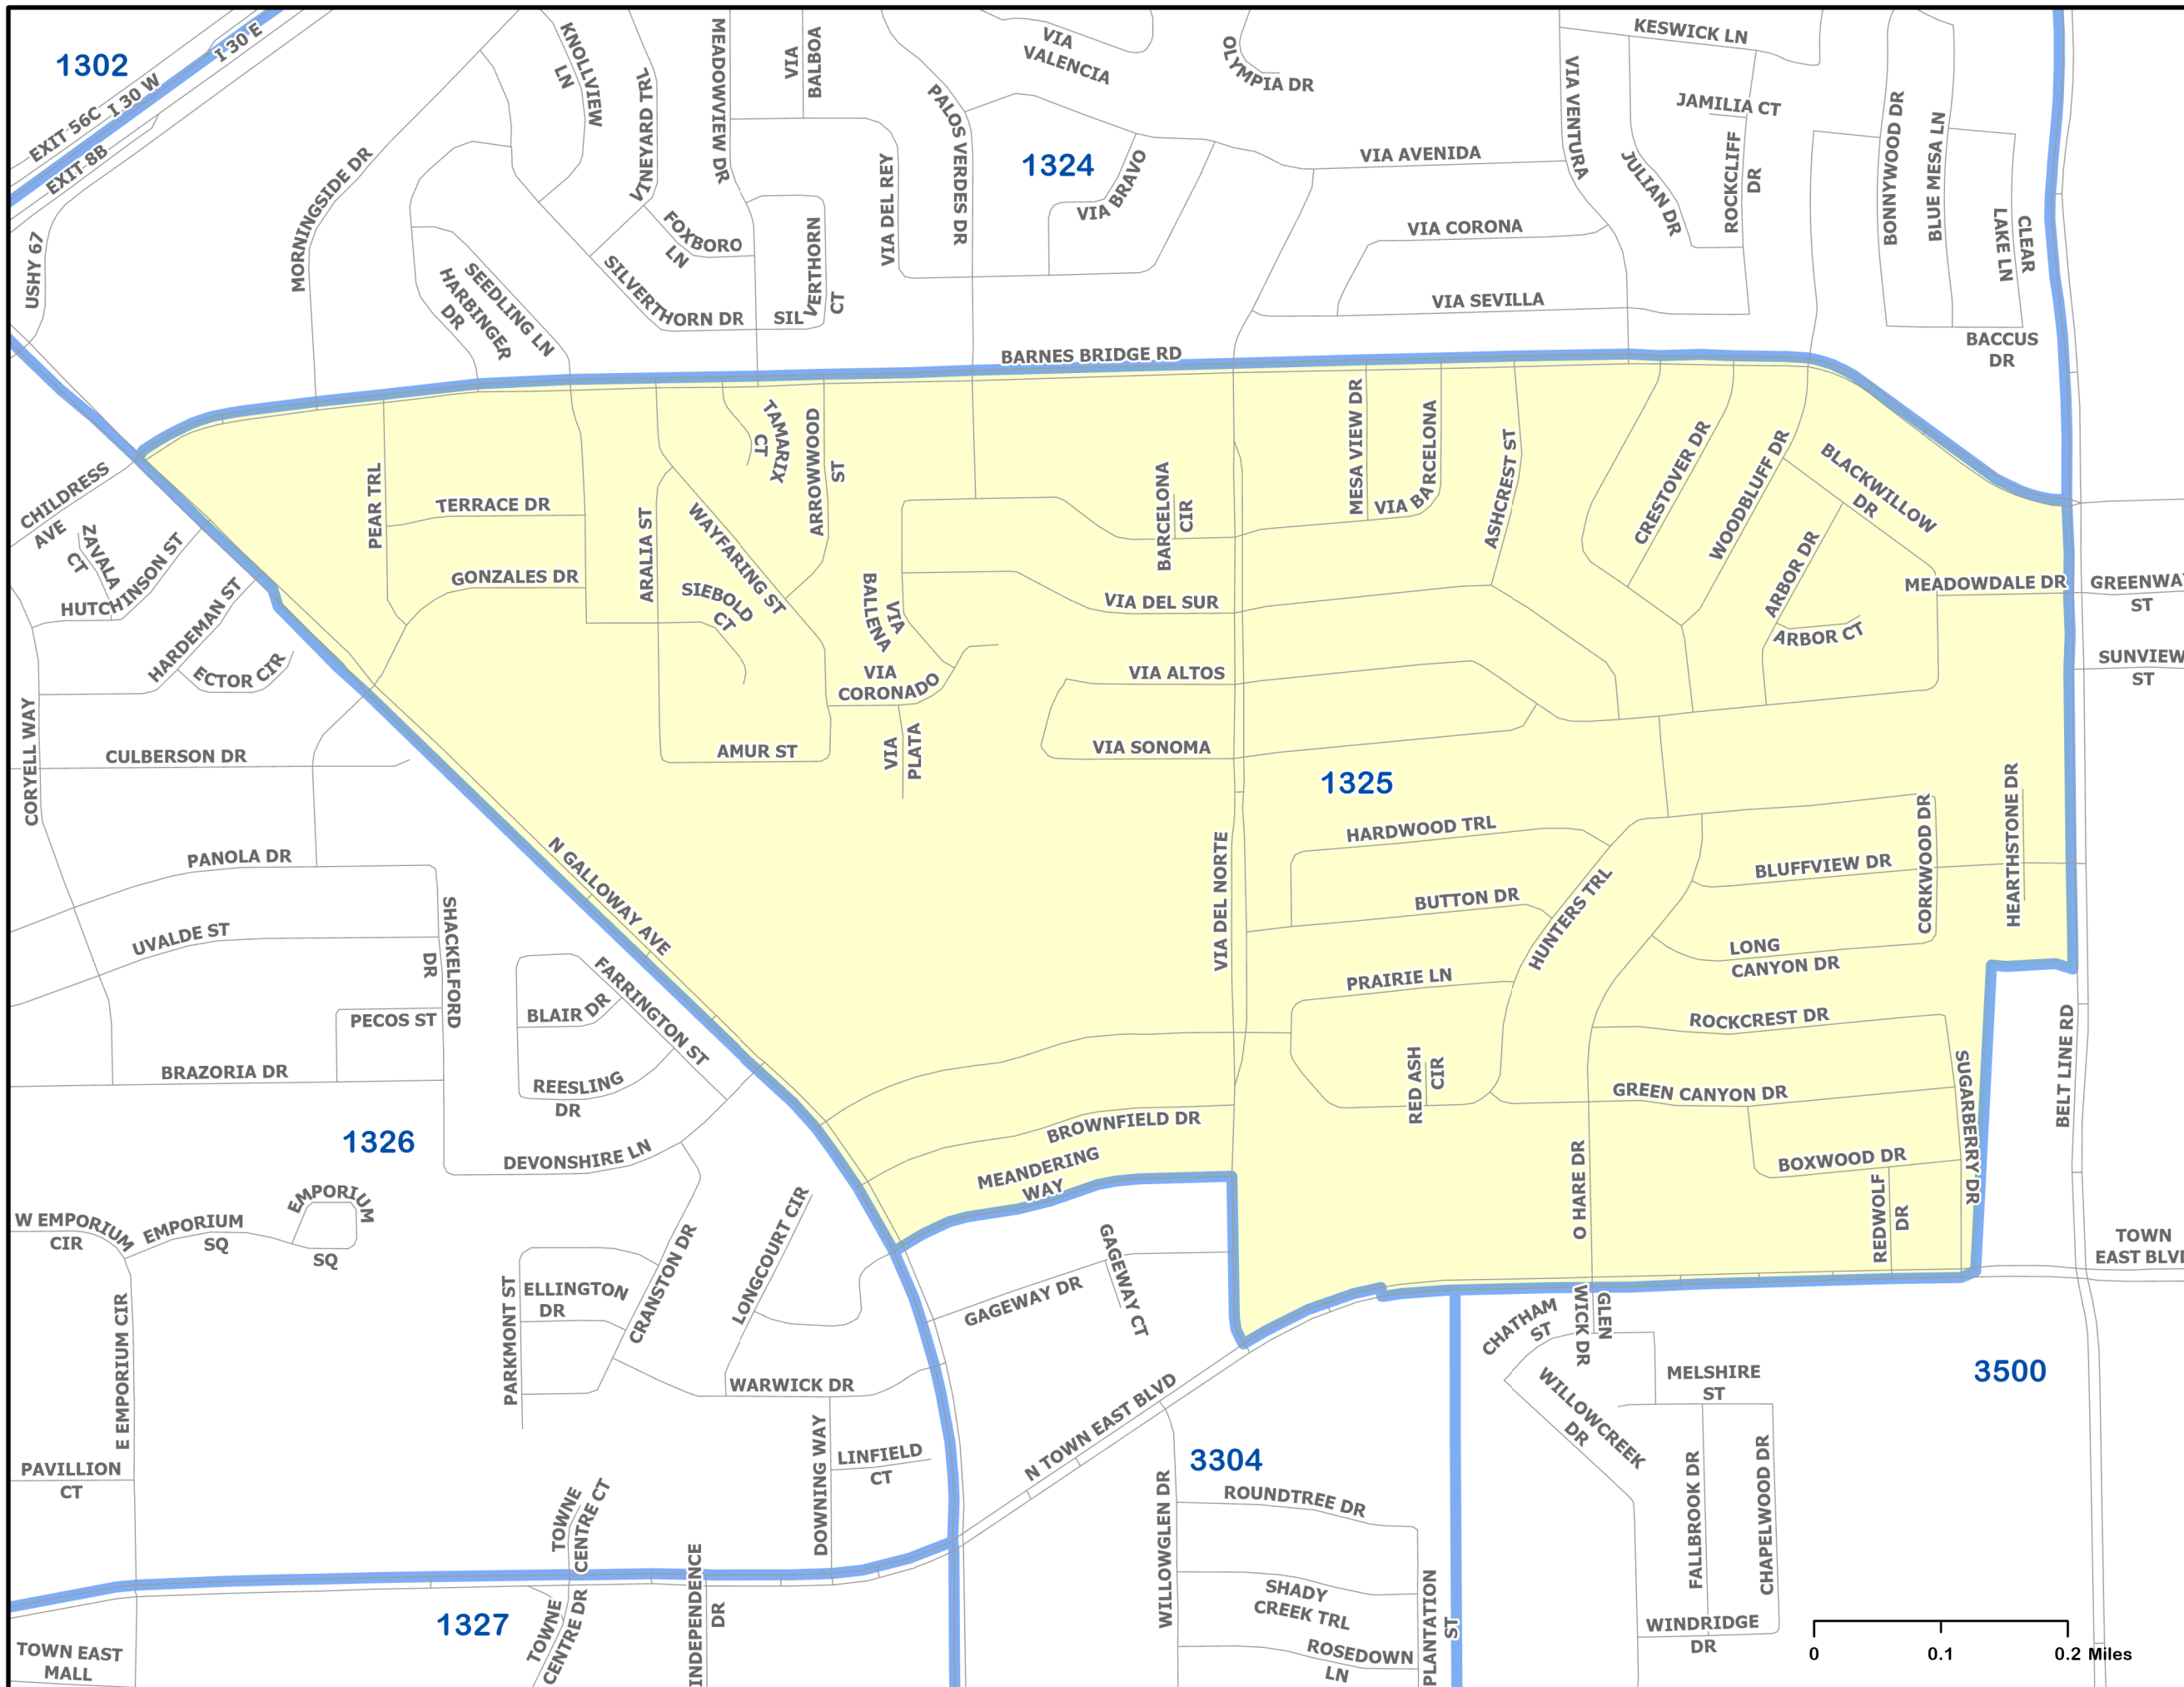 1302
I 30 E
I 30 W
EXIT 56C
EXIT 8B
USHY 67
MORNINGSIDE DR
KNOLLVIEW
LN
VINEYARD TRL
MEADOWVIEW DR
VIA
BALBOA
VIA DEL REY
PALOS VERDES DR
VIA
VALENCIA
OLYMPIA DR
1324
VIA BRAVO
VIA AVENIDA
VIA VENTURA
VIA CORONA
VIA SEVILLA
KESWICK LN
JAMILIA CT
JULIAN DR
ROCKCLIFF
DR
BONNYWOOD DR
BLUE MESA LN
CLEAR
LAKE LN
BACCUS
DR
FOXBORO
LN
SEEDLING LN
HARBINGER
DR
SILVERTHORN DR
SILVERTHORN
CT
BARNES BRIDGE RD
CHILDRESS
AVE
ZAVALA
CT
HUTCHINSON ST
HARDEMAN ST
ECTOR CIR
CORYELL WAY
CULBERSON DR
PEAR TRL
TERRACE DR
GONZALES DR
ARALIA ST
TAMARIX
CT
ARROWWOOD
ST
WAYFARING ST
SIEBOLD
CT
AMUR ST
VIA
BALLENA
VIA
CORONADO
VIA
PLATA
BARCELONA
CIR
VIA DEL SUR
VIA ALTOS
VIA SONOMA
MESA VIEW DR
VIA BARCELONA
ASHCREST ST
CRESTOVER DR
WOODBLUFF DR
BLACKWILLOW
DR
ARBOR DR
ARBOR CT
MEADOWDALE DR
GREENWAY
ST
SUNVIEW
ST
1325
PANOLA DR
UVALDE ST
SHACKELFORD
DR
PECOS ST
BRAZORIA DR
N GALLOWAY AVE
FARRINGTON ST
BLAIR DR
REESLING
DR
DEVONSHIRE LN
1326
VIA DEL NORTE
HARDWOOD TRL
BUTTON DR
HUNTERS TRL
PRAIRIE LN
RED ASH
CIR
BLUFFVIEW DR
CORKWOOD DR
HEARTHSTONE DR
LONG
CANYON DR
ROCKCREST DR
GREEN CANYON DR
SUGARBERRY DR
BOXWOOD DR
REDWOLF
DR
O HARE DR
BELT LINE RD
BROWNFIELD DR
MEANDERING
WAY
W EMPORIUM
CIR
EMPORIUM
SQ
EMPORIUM
SQ
E EMPORIUM CIR
PAVILLION
CT
PARKMONT ST
ELLINGTON
DR
CRANSTON DR
LONGCOURT CIR
WARWICK DR
DOWNING WAY
LINFIELD
CT
GAGEWAY DR
GAGEWAY CT
N TOWN EAST BLVD
TOWN
EAST BLVD
CHATHAM
ST
GLEN
WICK DR
WILLOWCREEK
DR
MELSHIRE
ST
FALLBROOK DR
CHAPELWOOD DR
WINDRIDGE
DR
3500
3304
WILLOWGLEN DR
ROUNDTREE DR
SHADY
CREEK TRL
ROSEDOWN
LN
PLANTATION
ST
TOWNE
CENTRE CT
TOWNE
CENTRE DR
INDEPENDENCE
DR
1327
TOWN EAST
MALL
0 0.1 0.2 Miles